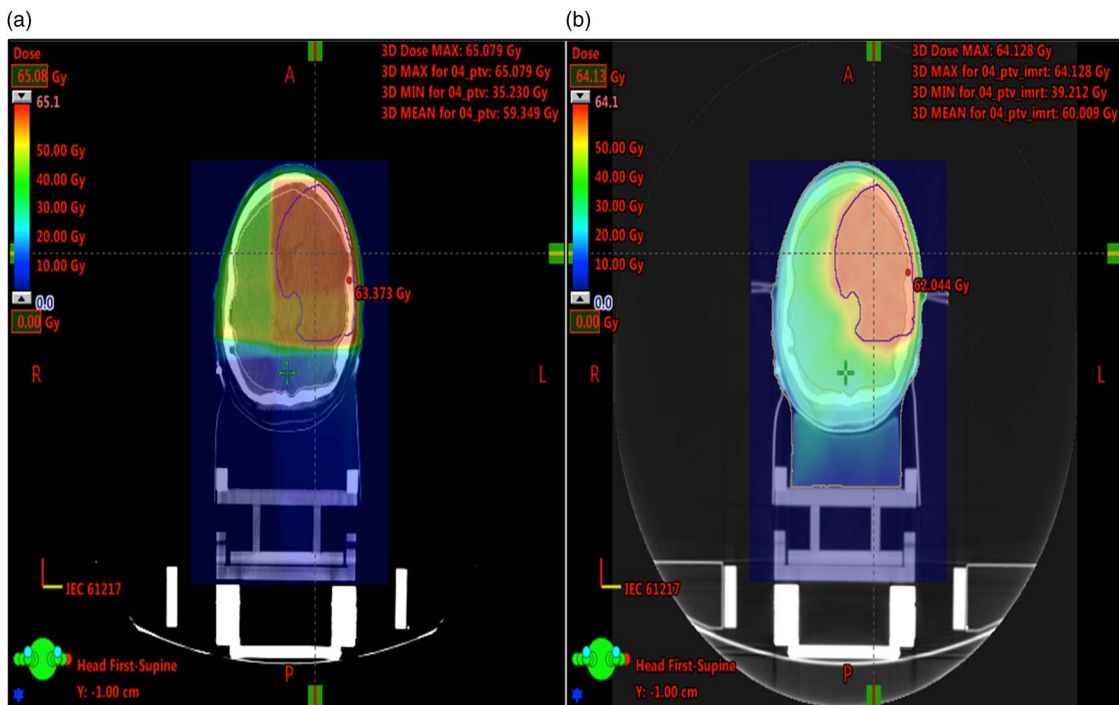 (a)
Dose
65.08 Gy
65.1
50.00 Gy
40.00 Gy
30.00 Gy
20.00 Gy
10.00 Gy
0.0
0.00 Gy
3D Dose MAX: 65.079 Gy
3D MAX for 04_ptv: 65.079 Gy
3D MIN for 04_ptv: 35.230 Gy
3D MEAN for 04_ptv: 59.349 Gy
A
63.373 Gy
R
L
IEC 61217
Head First-Supine
Y: -1.00 cm
P
(b)
Dose
64.13 Gy
64.1
50.00 Gy
40.00 Gy
30.00 Gy
20.00 Gy
10.00 Gy
0.0
0.00 Gy
3D Dose MAX: 64.128 Gy
3D MAX for 04_ptv_imrt: 64.128 Gy
3D MIN for 04_ptv_imrt: 39.212 Gy
3D MEAN for 04_ptv_imrt: 60.009 Gy
A
62.044 Gy
R
L
IEC 61217
Head First-Supine
Y: -1.00 cm
P